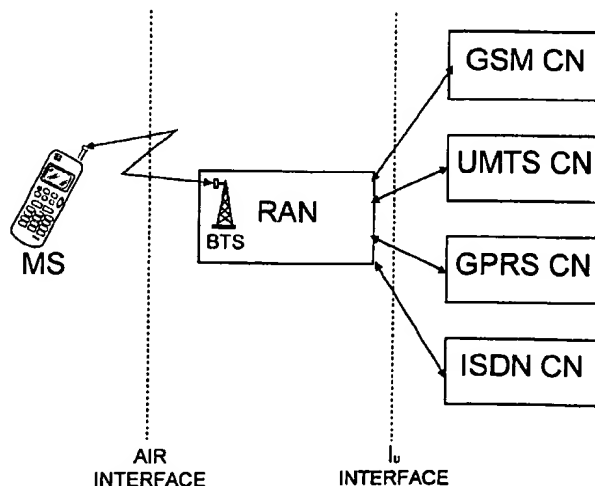 GSM CN
UMTS CN
RAN
BTS
MS
GPRS CN
ISDN CN
AIR
INTERFACE
Iu
INTERFACE